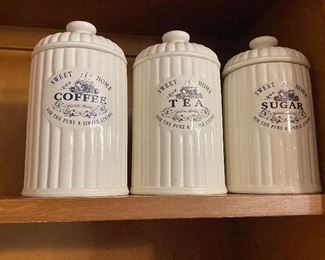 SWEET HOME
COFFEE
FOR THE PURE & SIMPLE LIVING
SWEET HOME
TEA
FOR THE PURE & SIMPLE LIVING
SWEET HOME
SUGAR
FOR THE PURE & SIMPLE LIVING